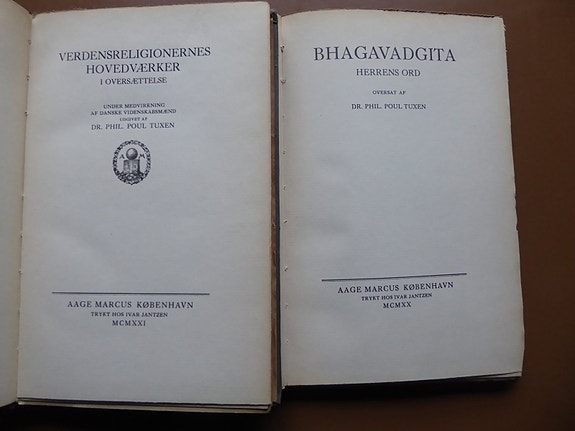 VERDENSRELIGIONERNES
HOVEDVÆRKER
I OVERSÆTTELSE
UNDER MEDVIRKNING
AF DANSKE VIDENSKABSMÆND
UDGIVET AF
DR. PHIL. POUL TUXEN
A M
AAGE MARCUS KØBENHAVN
TRYKT HOS IVAR JANTZEN
MCMXXI
BHAGAVADGITA
HERRENS ORD
OVERSAT AF
DR. PHIL. POUL TUXEN
AAGE MARCUS KØBENHAVN
TRYKT HOS IVAR JANTZEN
MCMXX